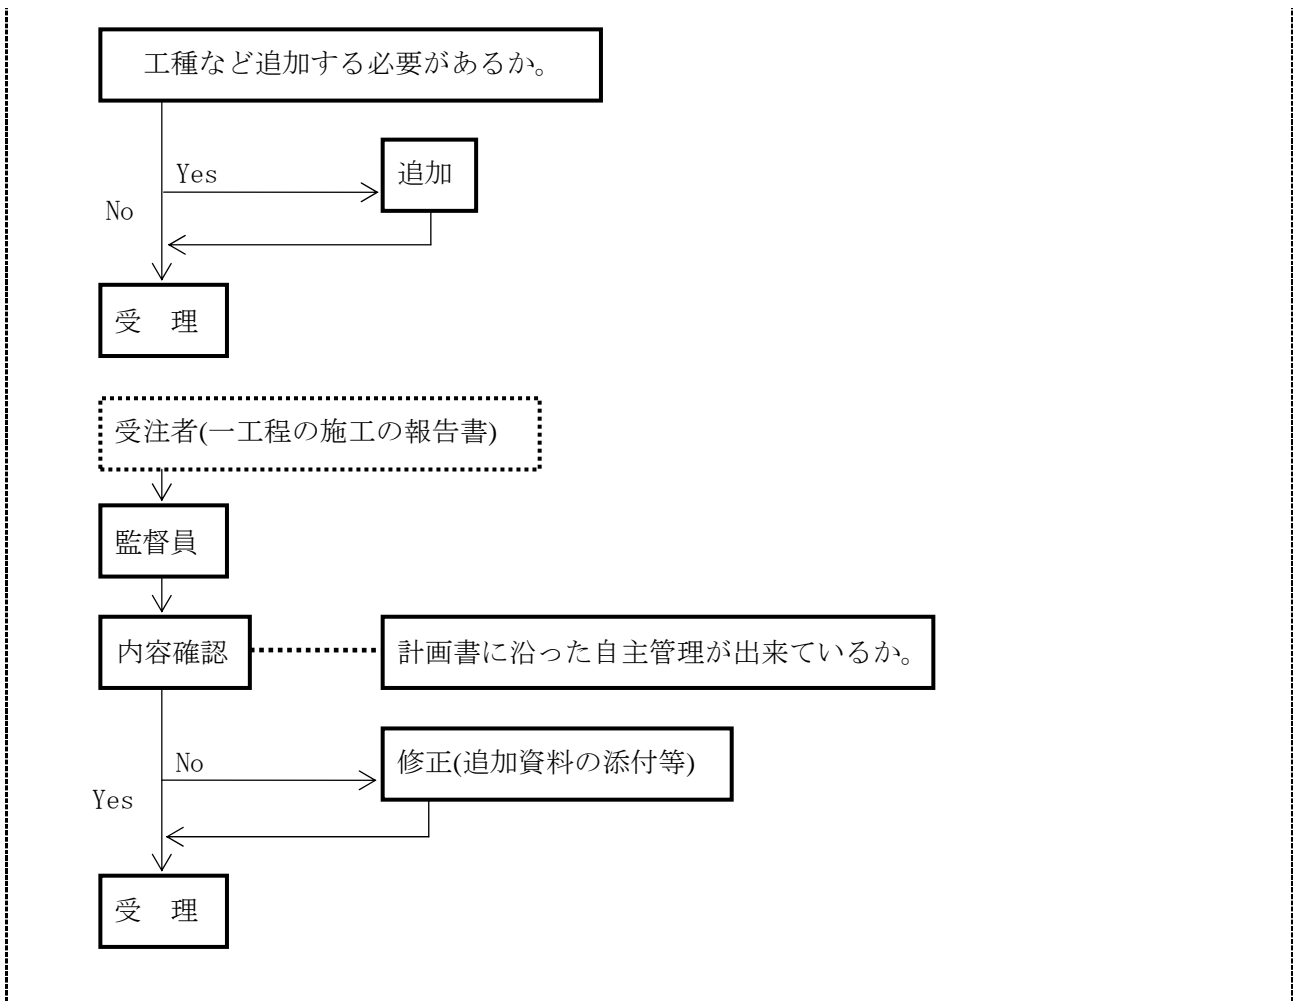 工種など追加する必要があるか。
Yes
追加
No
受　理
受注者(一工程の施工の報告書)
監督員
内容確認
計画書に沿った自主管理が出来ているか。
No
修正(追加資料の添付等)
Yes
受　理